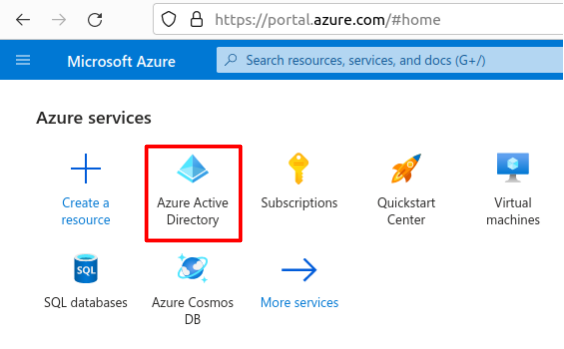 https://portal.azure.com/#home
Microsoft Azure
Search resources, services, and docs (G+/)
Azure services
Create a
resource
Azure Active
Directory
Subscriptions
Quickstart
Center
Virtual
machines
SQL
SQL databases
Azure Cosmos
DB
More services